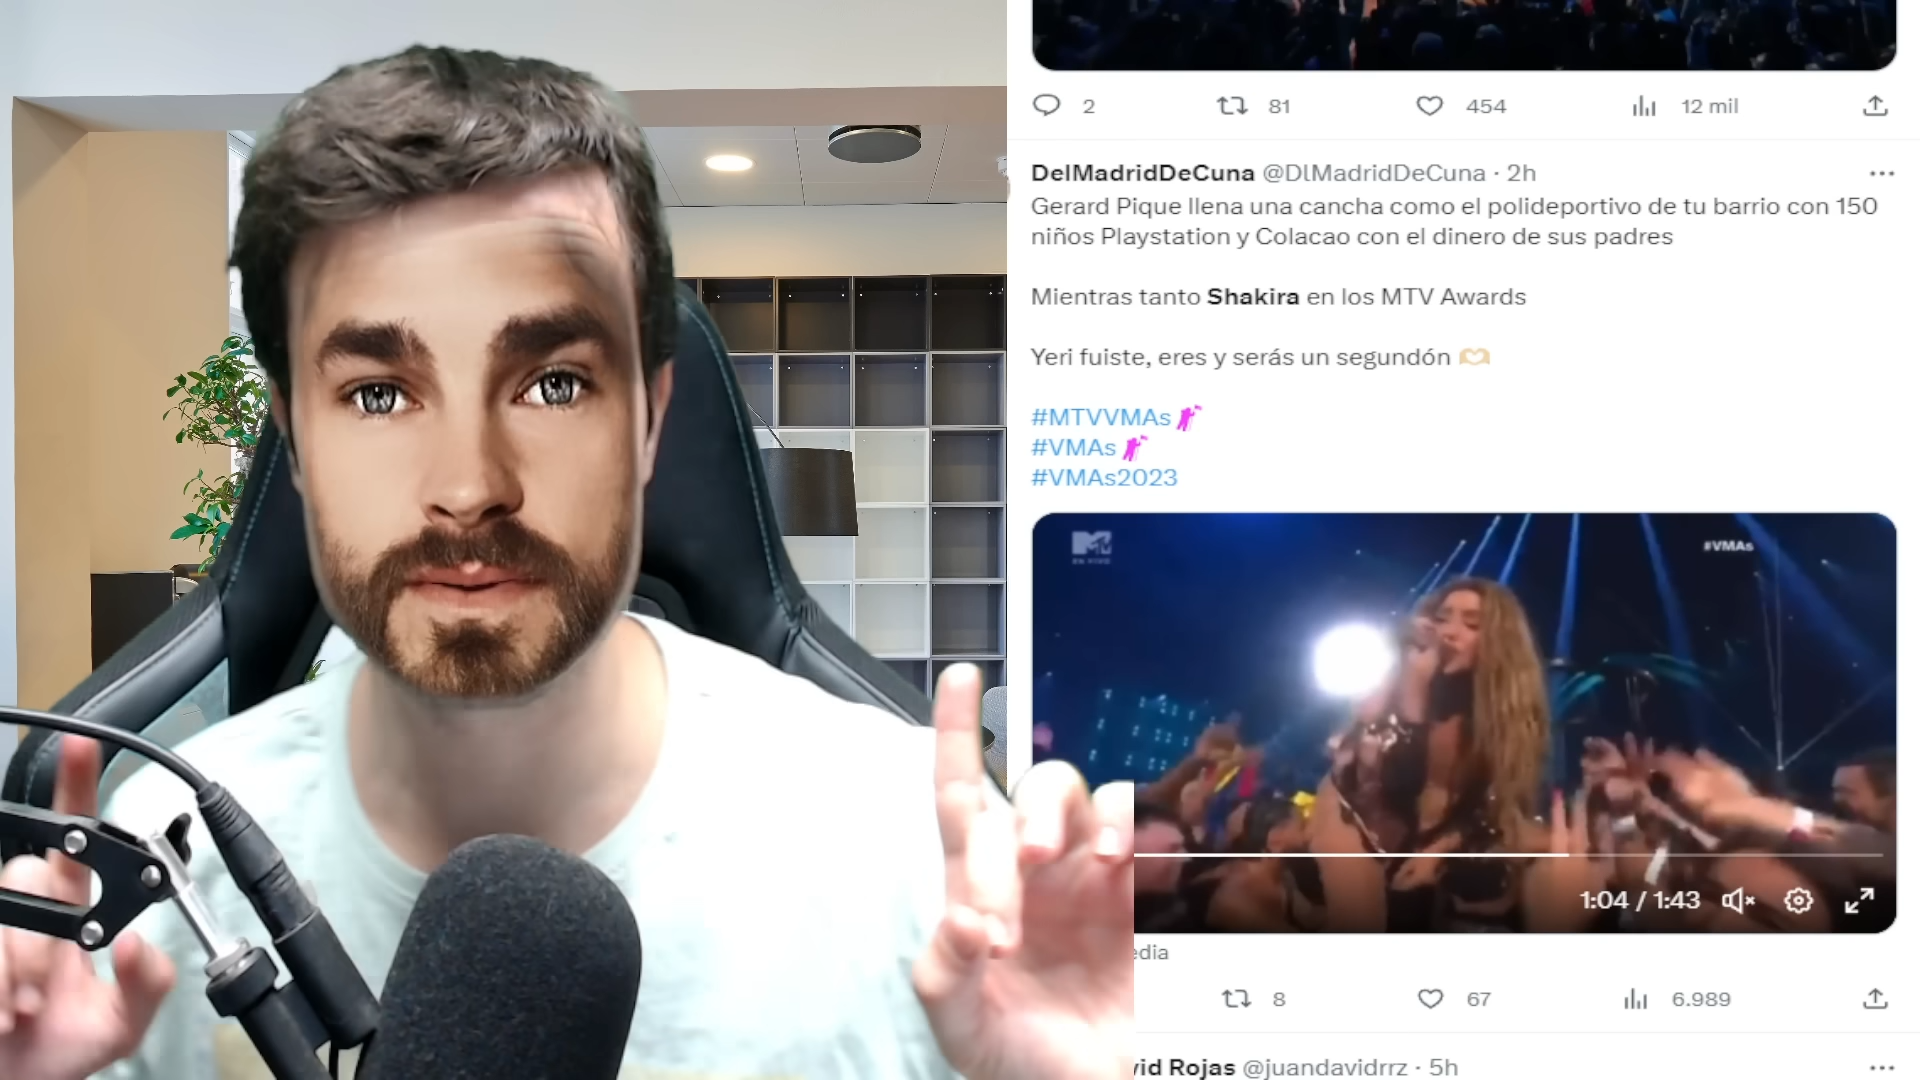 2 81 454 12 mil
DelMadridDeCuna @DlMadridDeCuna · 2h
Gerard Pique llena una cancha como el polideportivo de tu barrio con 150
niños Playstation y Colacao con el dinero de sus padres
Mientras tanto Shakira en los MTV Awards
Yeri fuiste, eres y serás un segundón 🫶🏼
#MTVVMAs
#VMAs
#VMAs2023
MTV
EN VIVO
#VMAs
1:04 / 1:43
edia
8 67 6.989
vid Rojas @juandavidrrz · 5h